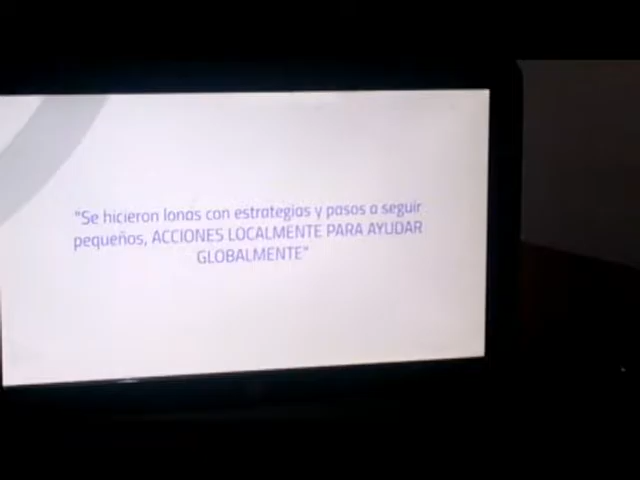 "Se hicieron lonas con estrategias y pasos a seguir
pequeños, ACCIONES LOCALMENTE PARA AYUDAR
GLOBALMENTE"